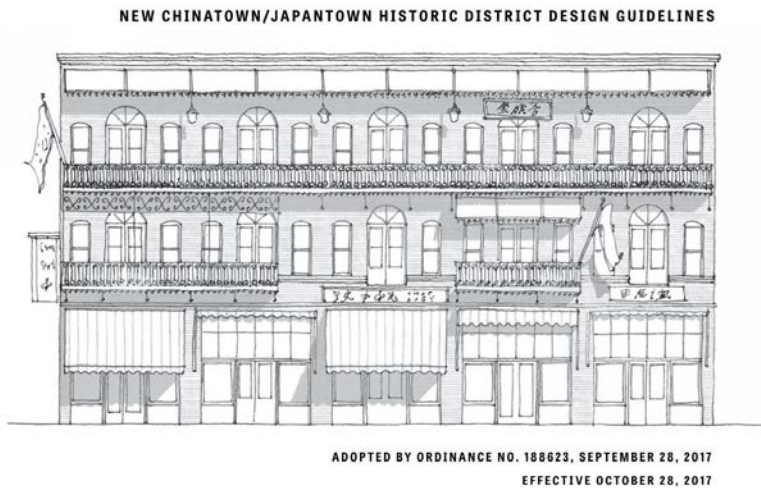 NEW CHINATOWN/JAPANTOWN HISTORIC DISTRICT DESIGN GUIDELINES
ADOPTED BY ORDINANCE NO. 188623, SEPTEMBER 28, 2017
EFFECTIVE OCTOBER 28, 2017